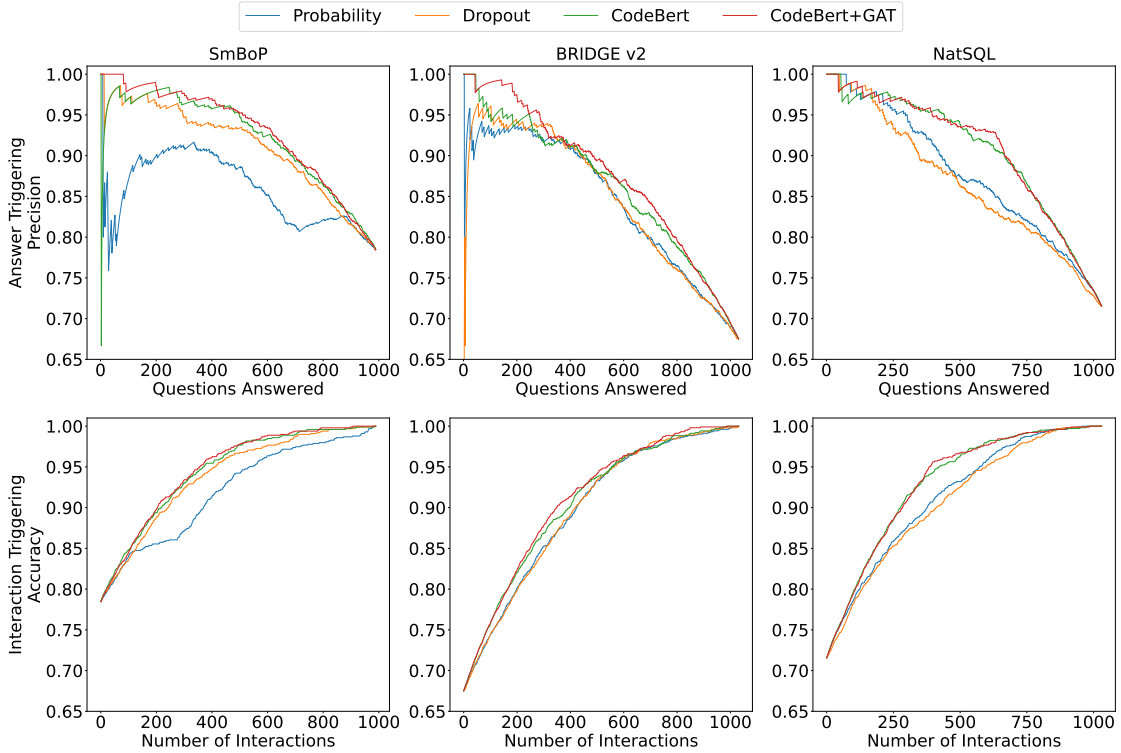 Probability Dropout CodeBert CodeBert+GAT
SmBoP BRIDGE v2 NatSQL
Answer Triggering
Precision
1.00 1.00 1.00
0.95 0.95 0.95
0.90 0.90 0.90
0.85 0.85 0.85
0.80 0.80 0.80
0.75 0.75 0.75
0.70 0.70 0.70
0.65 0.65 0.65
0 200 400 600 800 1000 0 200 400 600 800 1000 0 250 500 750 1000
Questions Answered Questions Answered Questions Answered
Interaction Triggering
Accuracy
1.00 1.00 1.00
0.95 0.95 0.95
0.90 0.90 0.90
0.85 0.85 0.85
0.80 0.80 0.80
0.75 0.75 0.75
0.70 0.70 0.70
0.65 0.65 0.65
0 200 400 600 800 1000 0 200 400 600 800 1000 0 250 500 750 1000
Number of Interactions Number of Interactions Number of Interactions